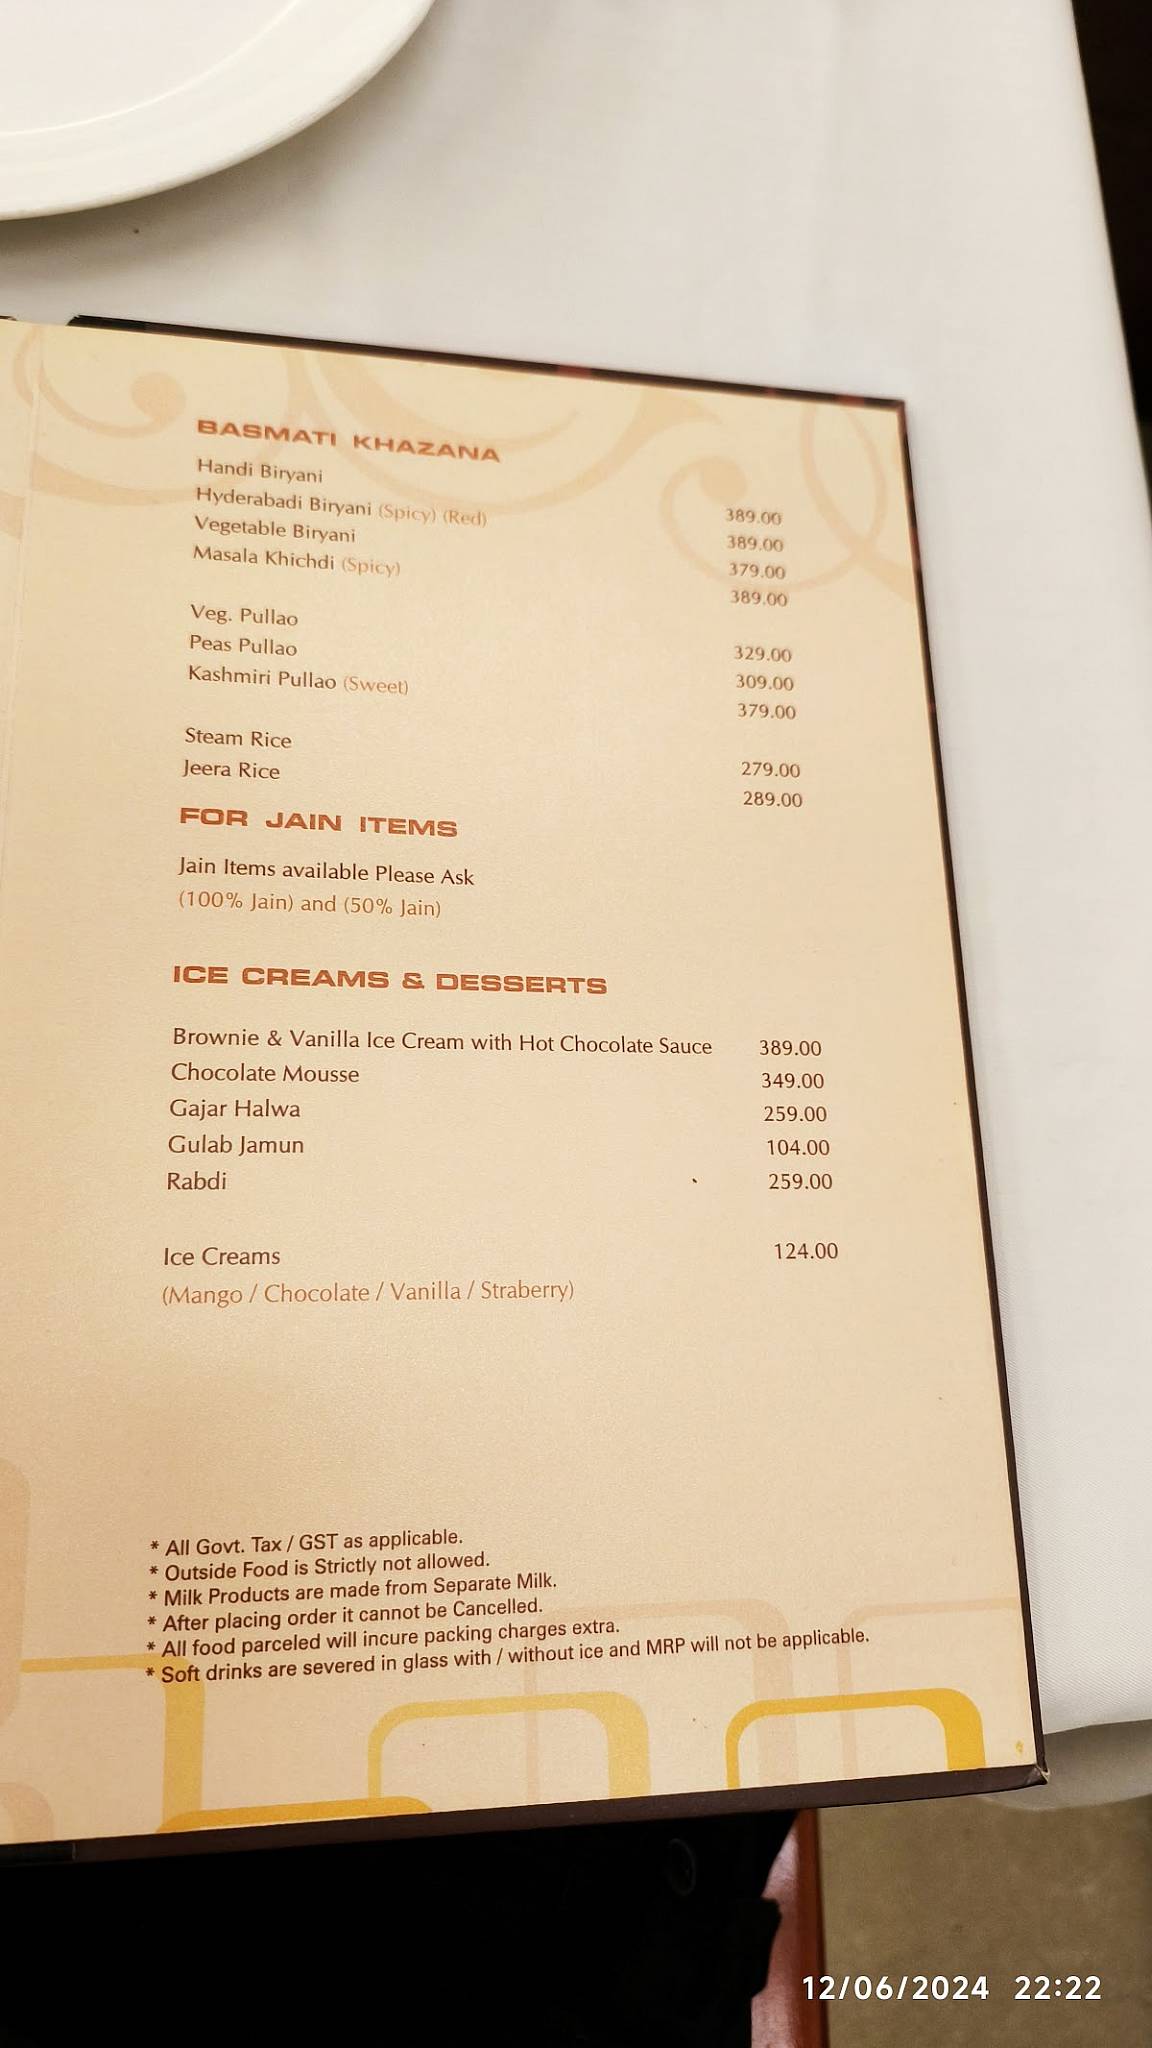 BASMATI KHAZANA
Handi Biryani 389.00
Hyderabadi Biryani (Spicy) (Red) 389.00
Vegetable Biryani 379.00
Masala Khichdi (Spicy) 389.00
Veg. Pullao 329.00
Peas Pullao 309.00
Kashmiri Pullao (Sweet) 379.00
Steam Rice 279.00
Jeera Rice 289.00
FOR JAIN ITEMS
Jain Items available Please Ask
(100% Jain) and (50% Jain)
ICE CREAMS & DESSERTS
Brownie & Vanilla Ice Cream with Hot Chocolate Sauce 389.00
Chocolate Mousse 349.00
Gajar Halwa 259.00
Gulab Jamun 104.00
Rabdi 259.00
Ice Creams 124.00
(Mango / Chocolate / Vanilla / Straberry)
* All Govt. Tax / GST as applicable.
* Outside Food is Strictly not allowed.
* Milk Products are made from Separate Milk.
* After placing order it cannot be Cancelled.
* All food parceled will incure packing charges extra.
* Soft drinks are severed in glass with / without ice and MRP will not be applicable.
12/06/2024 22:22